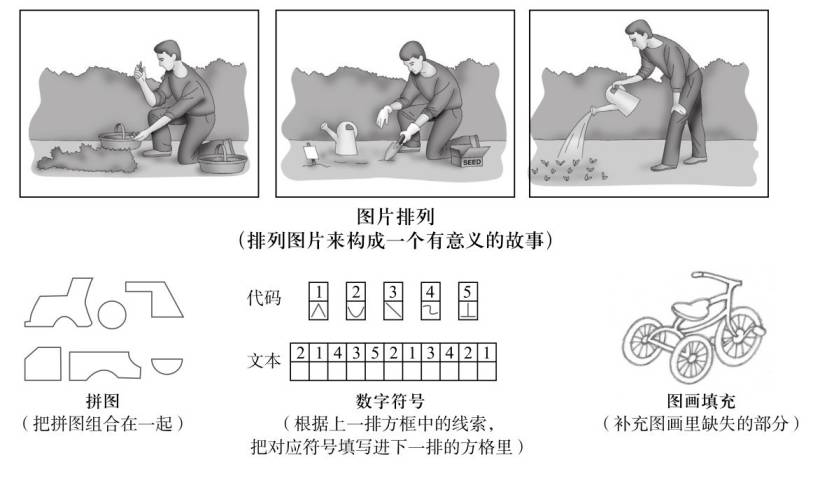 SEED
图片排列
（排列图片来构成一个有意义的故事）
代码 1 2 3 4 5
文本 2 1 4 3 5 2 1 3 4 2 1
拼图
（把拼图组合在一起）
数字符号
（根据上一排方框中的线索，
把对应符号填写进下一排的方格里）
图画填充
（补充图画里缺失的部分）